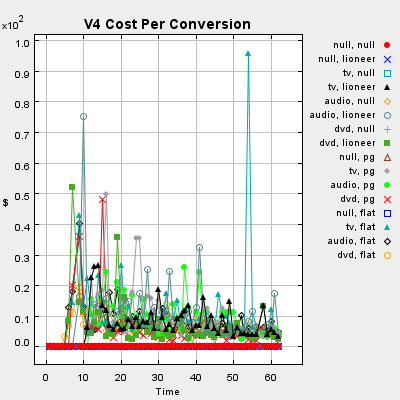 V4 Cost Per Conversion
×10²
1.0
0.9
0.8
0.7
0.6
0.5
0.4
0.3
0.2
0.1
0.0
$
0 10 20 30 40 50 60
Time
null, null
null, lioneer
tv, null
tv, lioneer
audio, null
audio, lioneer
dvd, null
dvd, lioneer
null, pg
tv, pg
audio, pg
dvd, pg
null, flat
tv, flat
audio, flat
dvd, flat